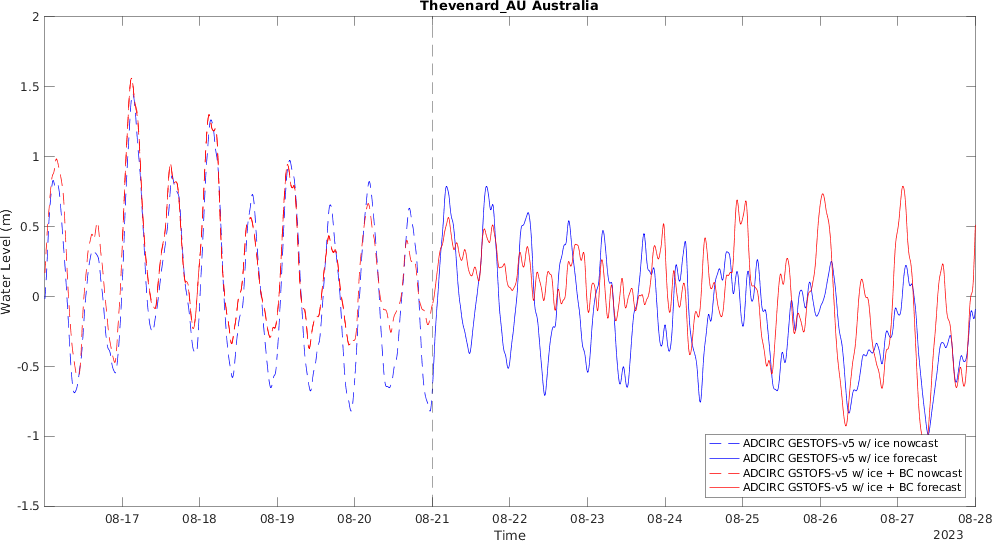 Thevenard_AU Australia
Water Level (m)
2
1.5
1
0.5
0
-0.5
-1
-1.5
ADCIRC GESTOFS-v5 w/ ice nowcast
ADCIRC GESTOFS-v5 w/ ice forecast
ADCIRC GSTOFS-v5 w/ ice + BC nowcast
ADCIRC GSTOFS-v5 w/ ice + BC forecast
08-17 08-18 08-19 08-20 08-21 08-22 08-23 08-24 08-25 08-26 08-27 08-28
Time
2023